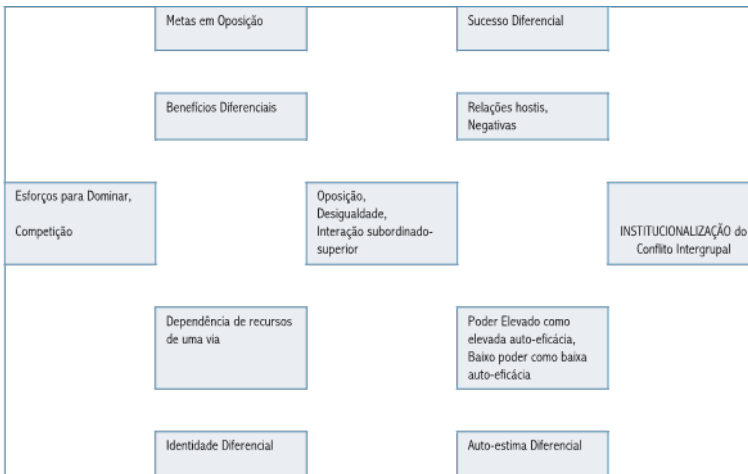 Metas em Oposição
Sucesso Diferencial
Benefícios Diferenciais
Relações hostis,
Negativas
Esforços para Dominar,
Competição
Oposição,
Desigualdade,
Interação subordinado-
superior
INSTITUCIONALIZAÇÃO do
Conflito Intergrupal
Dependência de recursos
de uma via
Poder Elevado como
elevada auto-eficácia,
Baixo poder como baixa
auto-eficácia
Identidade Diferencial
Auto-estima Diferencial